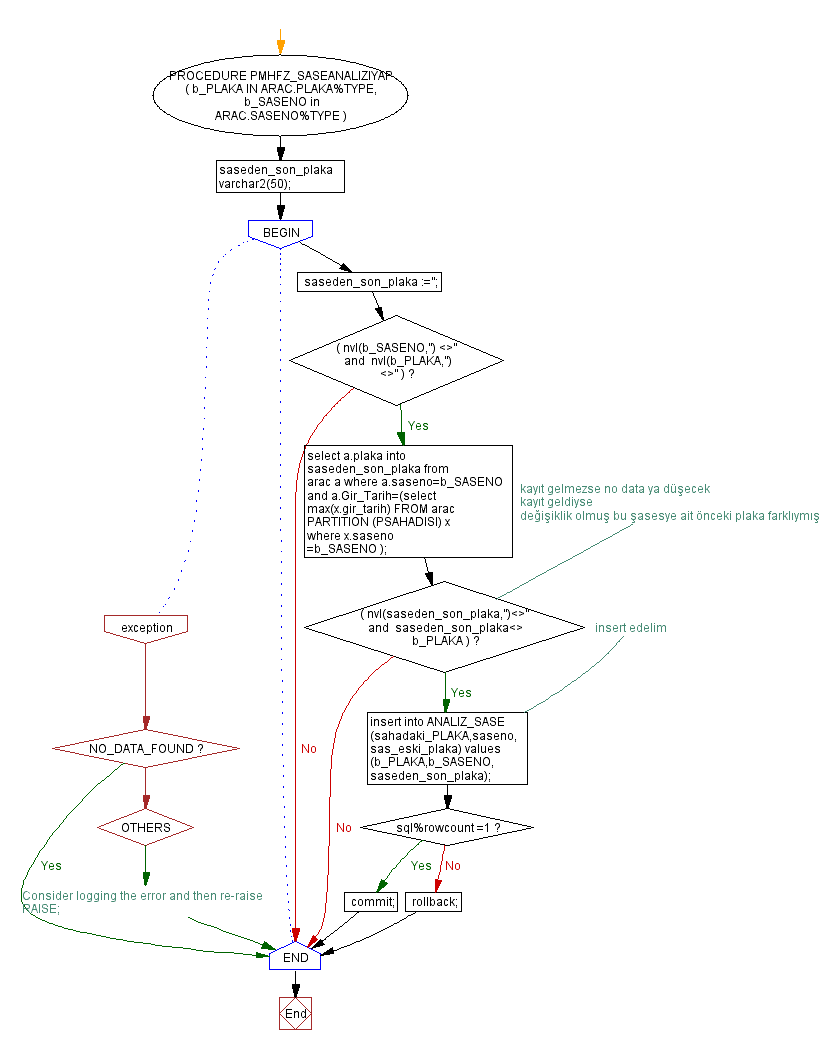 PROCEDURE PMHFZ_SASEANALIZIYAP
( b_PLAKA IN ARAC.PLAKA%TYPE,
b_SASENO in
ARAC.SASENO%TYPE )
saseden_son_plaka
varchar2(50);
BEGIN
saseden_son_plaka :='';
( nvl(b_SASENO,'') <>''
and nvl(b_PLAKA,'')
<>'' ) ?
Yes
select a.plaka into
saseden_son_plaka from
arac a where a.saseno=b_SASENO
and a.Gir_Tarih=(select
max(x.gir_tarih) FROM arac
PARTITION (PSAHADISI) x
where x.saseno
=b_SASENO );
kayıt gelmezse no data ya düşecek
kayıt geldiyse
değişiklik olmuş bu şasesye ait önceki plaka farklıymış
( nvl(saseden_son_plaka,'')<>''
and saseden_son_plaka<>
b_PLAKA ) ?
exception
insert edelim
Yes
insert into ANALIZ_SASE
(sahadaki_PLAKA,saseno,
sas_eski_plaka) values
(b_PLAKA,b_SASENO,
saseden_son_plaka);
NO_DATA_FOUND ?
No
OTHERS
No
sql%rowcount =1 ?
Yes
Yes
No
Consider logging the error and then re-raise
RAISE;
commit;
rollback;
END
End